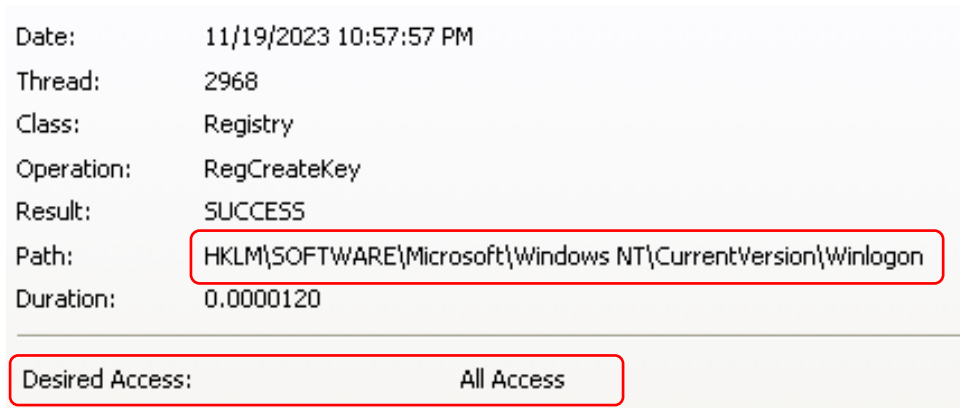 Date: 11/19/2023 10:57:57 PM
Thread: 2968
Class: Registry
Operation: RegCreateKey
Result: SUCCESS
Path: HKLM\SOFTWARE\Microsoft\Windows NT\CurrentVersion\Winlogon
Duration: 0.0000120
Desired Access: All Access